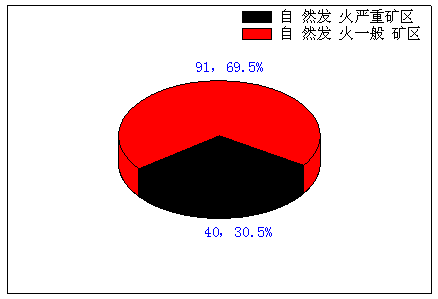 自 然发 火严重矿区
自 然发 火一般 矿区
91, 69.5%
40, 30.5%